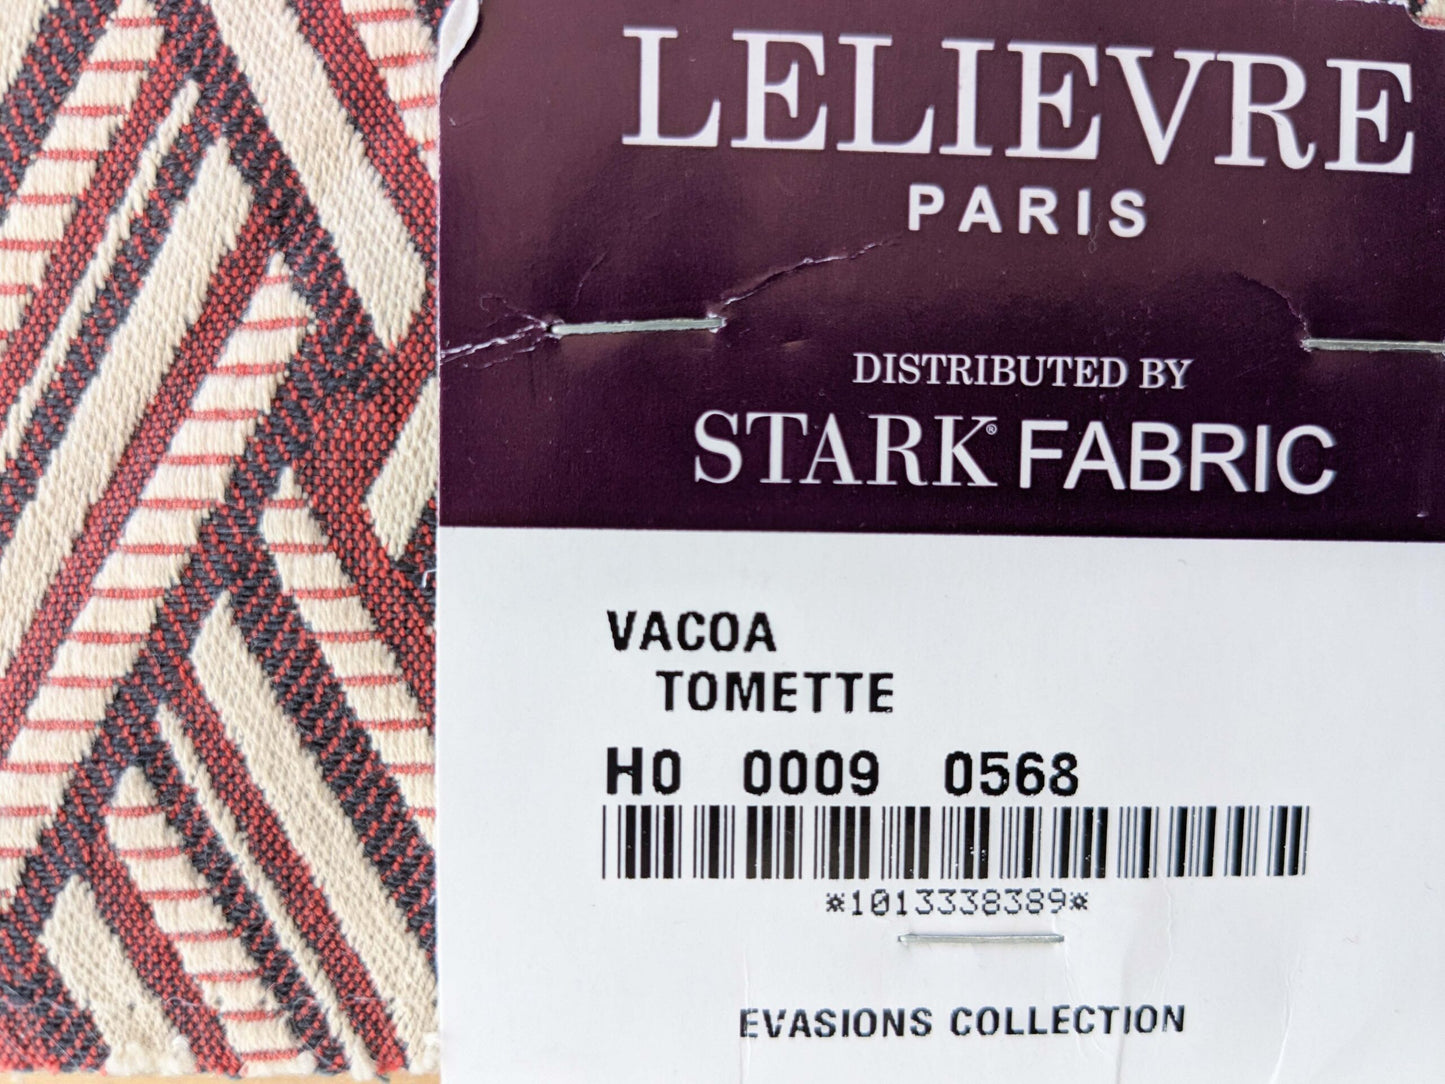 LELIEVRE
PARIS
DISTRIBUTED BY
STARK® FABRIC
VACOA
TOMETTE
H0 0009 0568
*1013338389*
EVASIONS COLLECTION